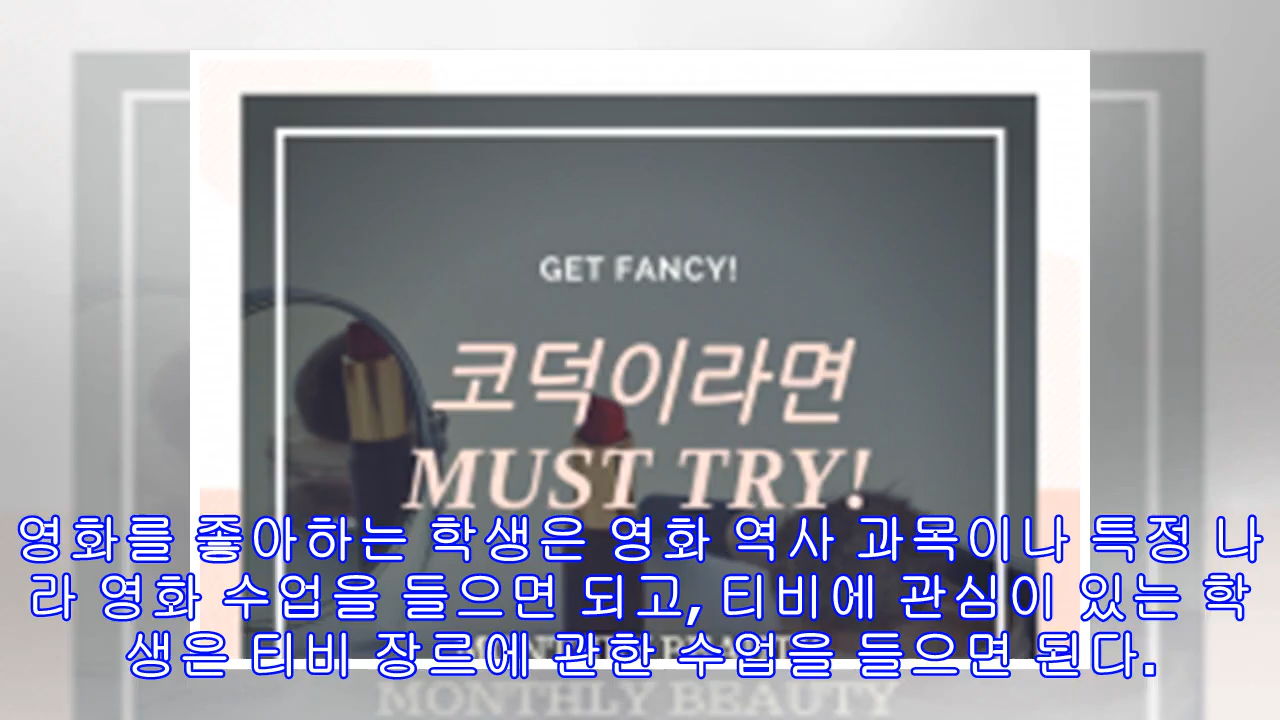 GET FANCY!
코덕이라면
MUST TRY!
영화를 좋아하는 학생은 영화 역사 과목이나 특정 나
라 영화 수업을 들으면 되고, 티비에 관심이 있는 학
생은 티비 장르에 관한 수업을 들으면 된다.
MONTHLY BEAUTY